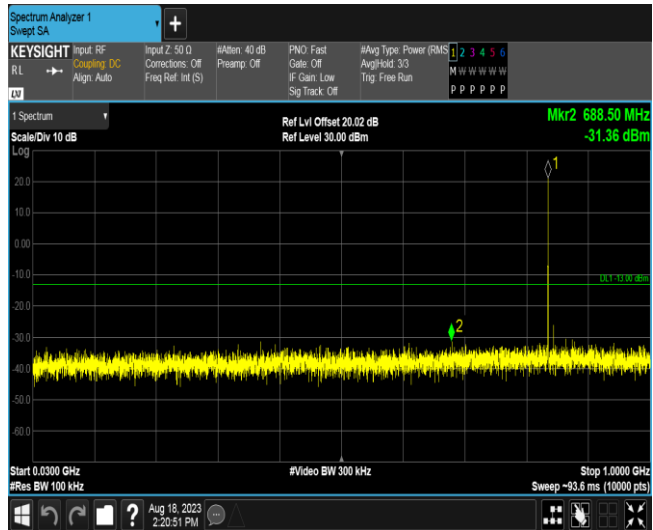 Spectrum Analyzer 1
Swept SA
+
KEYSIGHT
RL
LXI
Input: RF
Coupling: DC
Align: Auto
Input Z: 50 Ω
Corrections: Off
Freq Ref: Int (S)
#Atten: 40 dB
Preamp: Off
PNO: Fast
Gate: Off
IF Gain: Low
Sig Track: Off
#Avg Type: Power (RMS
Avg|Hold: 3/3
Trig: Free Run
1 2 3 4 5 6
M W W W W W
P P P P P P
1 Spectrum
Scale/Div 10 dB
Log
Ref Lvl Offset 20.02 dB
Ref Level 30.00 dBm
Mkr2 688.50 MHz
-31.36 dBm
1
20.0
10.0
0.00
-10.0
DL1 -13.00 dBm
-20.0
2
-30.0
-40.0
-50.0
-60.0
Start 0.0300 GHz
#Res BW 100 kHz
#Video BW 300 kHz
Stop 1.0000 GHz
Sweep ~93.6 ms (10000 pts)
?
Aug 18, 2023
2:20:51 PM